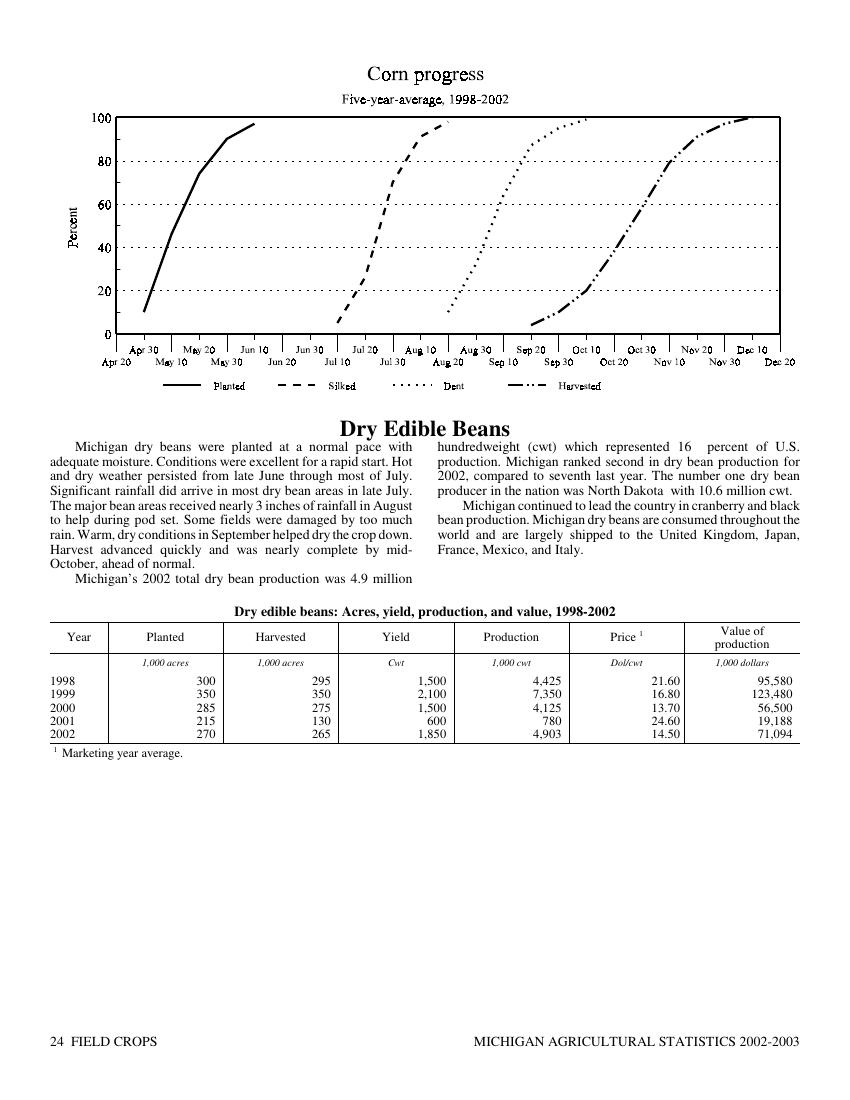 Corn progress
Five-year-average, 1998-2002
100
80
60
40
20
0
Percent
Apr 30 May 20 Jun 10 Jun 30 Jul 20 Aug 10 Aug 30 Sep 20 Oct 10 Oct 30 Nov 20 Dec 10
Apr 20 May 10 May 30 Jun 20 Jul 10 Jul 30 Aug 20 Sep 10 Sep 30 Oct 20 Nov 10 Nov 30 Dec 20
Planted Silked Dent Harvested
Dry Edible Beans
Michigan dry beans were planted at a normal pace with
adequate moisture. Conditions were excellent for a rapid start. Hot
and dry weather persisted from late June through most of July.
Significant rainfall did arrive in most dry bean areas in late July.
The major bean areas received nearly 3 inches of rainfall in August
to help during pod set. Some fields were damaged by too much
rain. Warm, dry conditions in September helped dry the crop down.
Harvest advanced quickly and was nearly complete by mid-
October, ahead of normal.
Michigan's 2002 total dry bean production was 4.9 million
hundredweight (cwt) which represented 16 percent of U.S.
production. Michigan ranked second in dry bean production for
2002, compared to seventh last year. The number one dry bean
producer in the nation was North Dakota with 10.6 million cwt.
Michigan continued to lead the country in cranberry and black
bean production. Michigan dry beans are consumed throughout the
world and are largely shipped to the United Kingdom, Japan,
France, Mexico, and Italy.
Dry edible beans: Acres, yield, production, and value, 1998-2002
Year Planted Harvested Yield Production Price 1 Value of production
1,000 acres 1,000 acres Cwt 1,000 cwt Dol/cwt 1,000 dollars
1998 300 295 1,500 4,425 21.60 95,580
1999 350 350 2,100 7,350 16.80 123,480
2000 285 275 1,500 4,125 13.70 56,500
2001 215 130 600 780 24.60 19,188
2002 270 265 1,850 4,903 14.50 71,094
1 Marketing year average.
24 FIELD CROPS MICHIGAN AGRICULTURAL STATISTICS 2002-2003